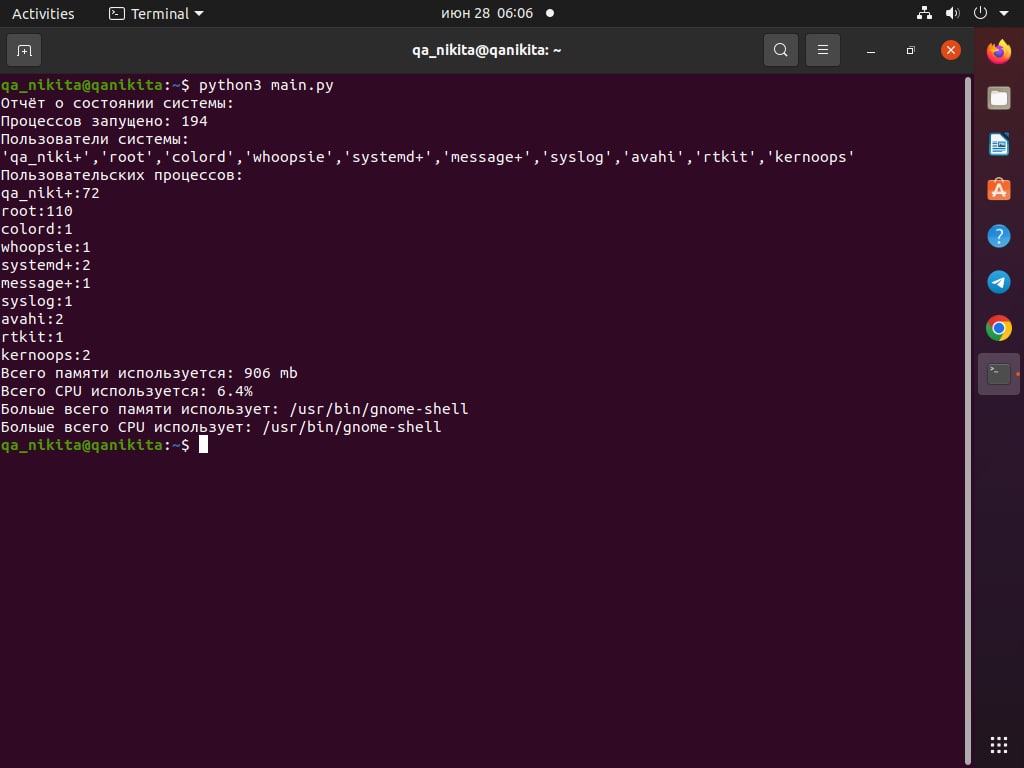 Activities Terminal июн 28 06:06
qa_nikita@qanikita: ~
qa_nikita@qanikita:~$ python3 main.py
Отчёт о состоянии системы:
Процессов запущено: 194
Пользователи системы:
'qa_niki+','root','colord','whoopsie','systemd+','message+','syslog','avahi','rtkit','kernoops'
Пользовательских процессов:
qa_niki+:72
root:110
colord:1
whoopsie:1
systemd+:2
message+:1
syslog:1
avahi:2
rtkit:1
kernoops:2
Всего памяти используется: 906 mb
Всего CPU используется: 6.4%
Больше всего памяти использует: /usr/bin/gnome-shell
Больше всего CPU использует: /usr/bin/gnome-shell
qa_nikita@qanikita:~$